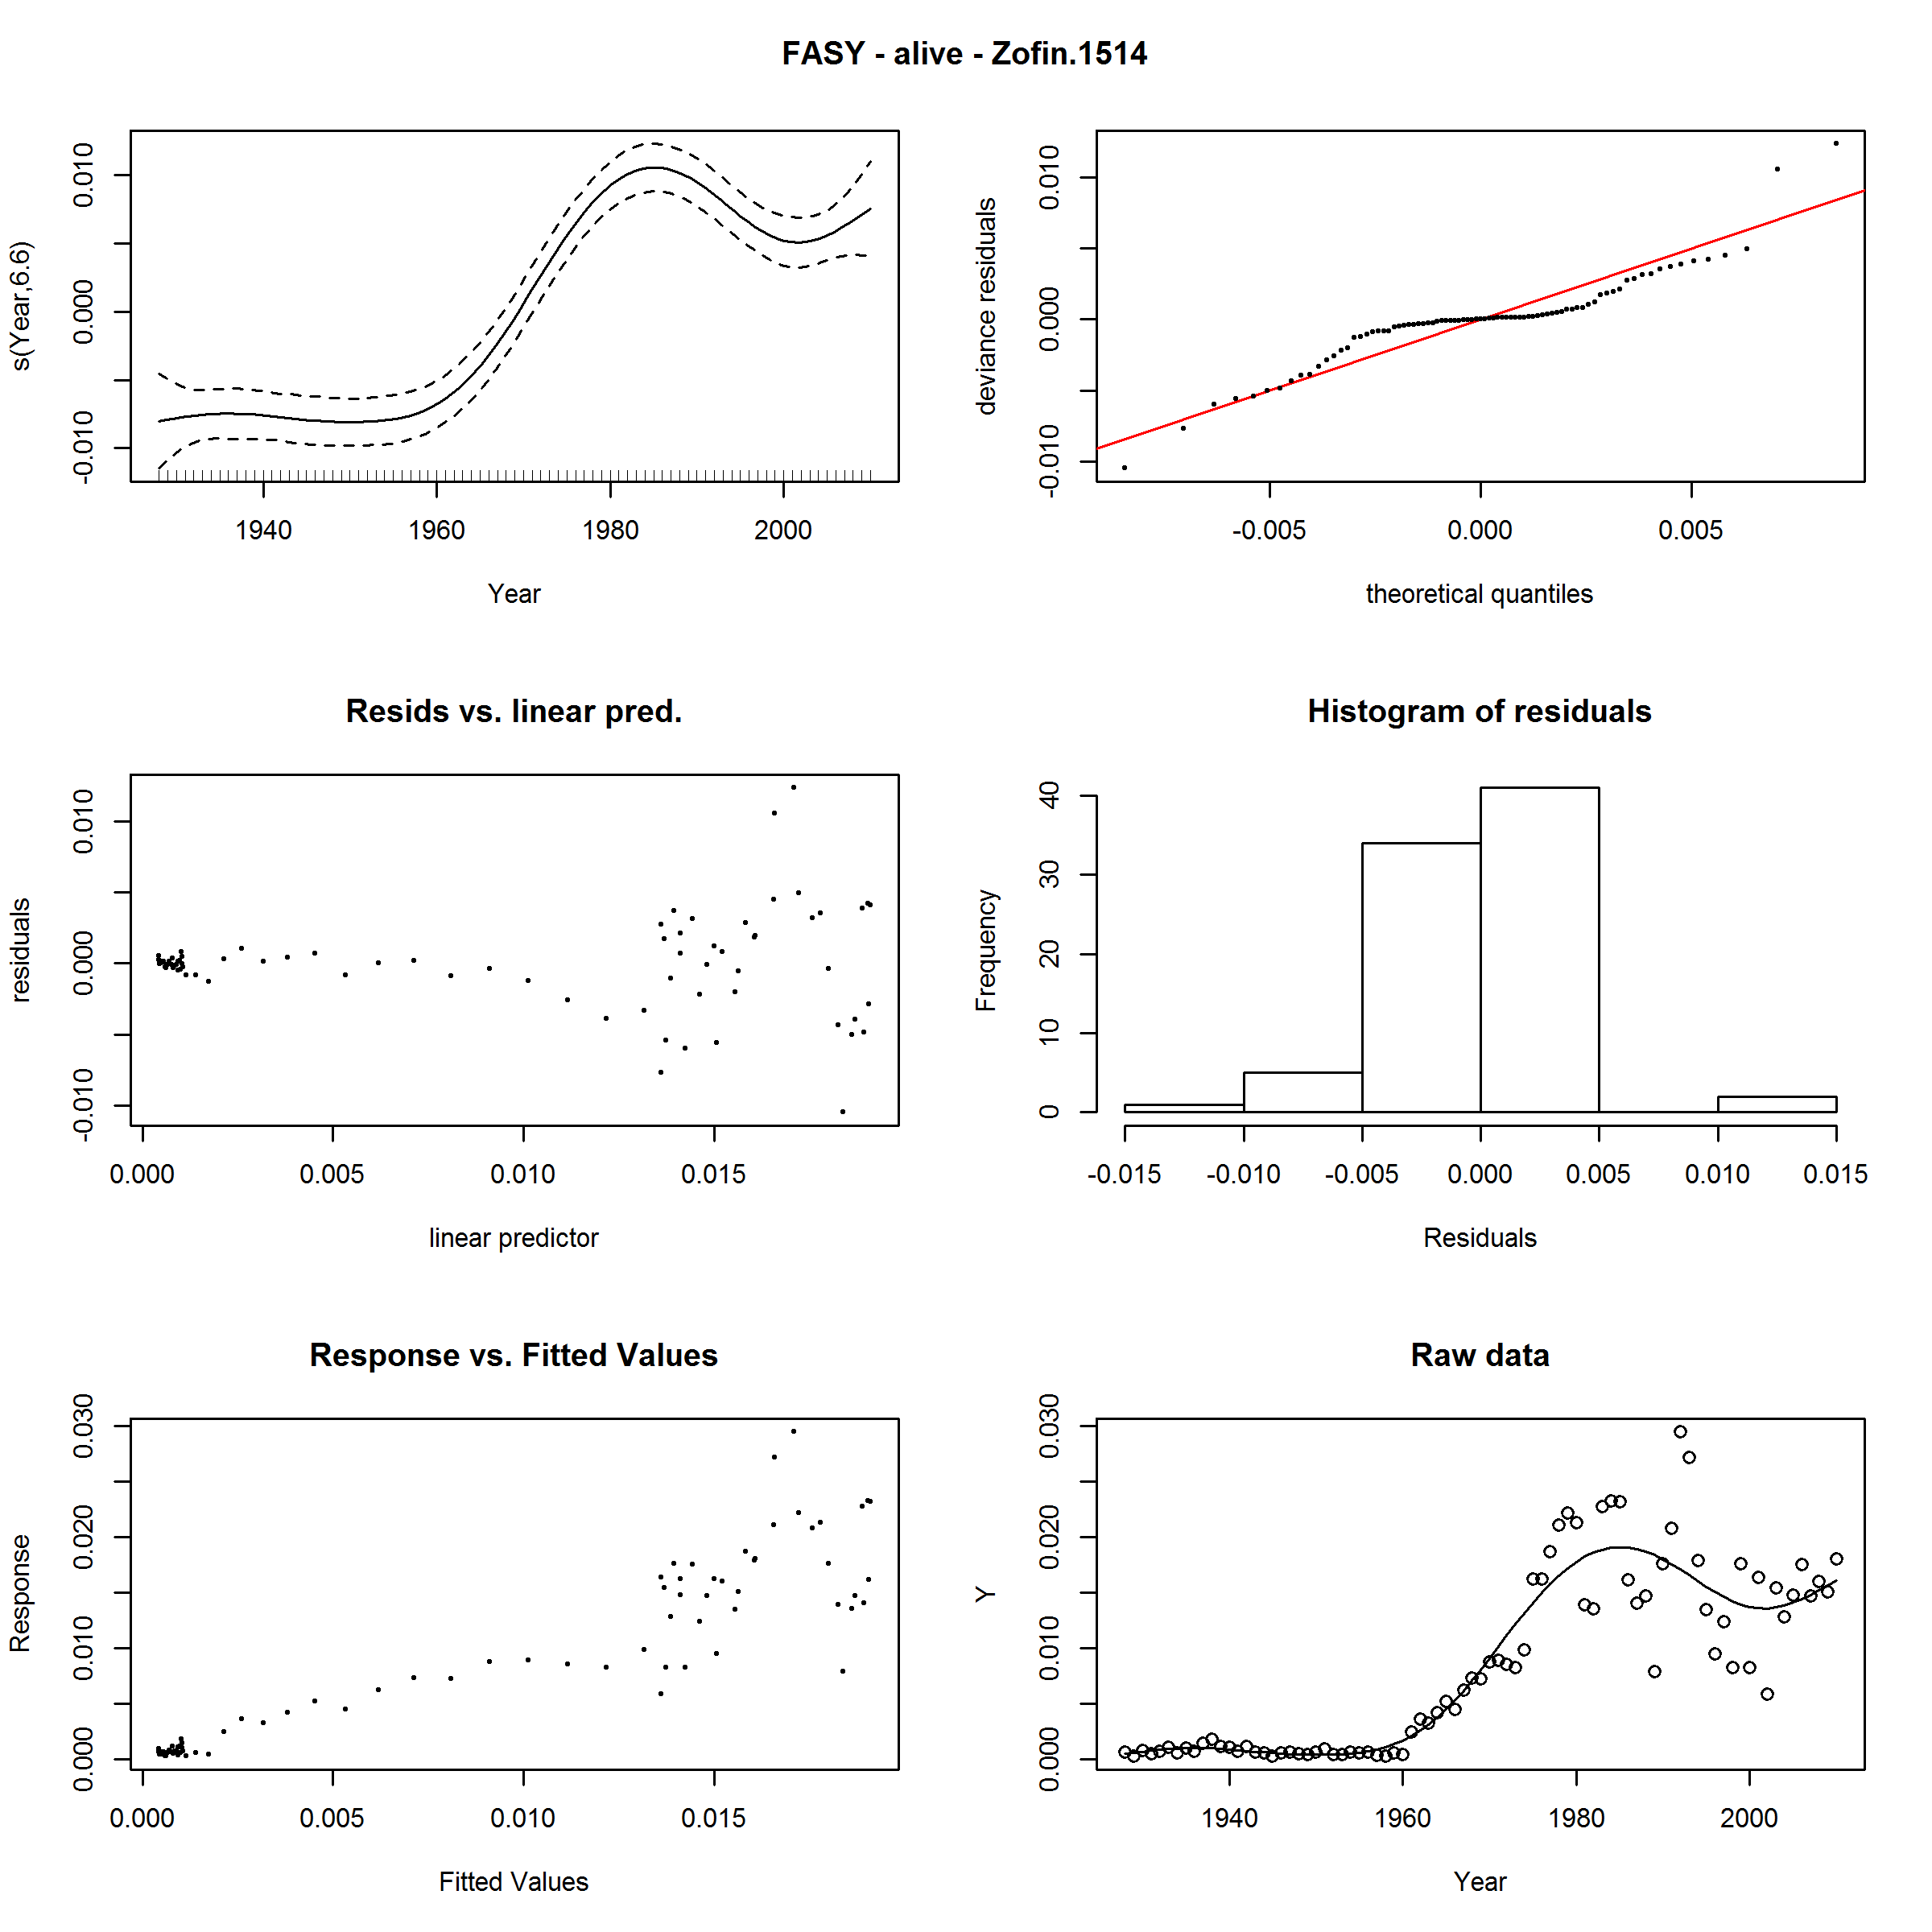 FASY - alive - Zofin.1514
s(Year,6.6)
0.010
0.000
-0.010
1940 1960 1980 2000
Year
deviance residuals
0.010
0.000
-0.010
-0.005 0.000 0.005
theoretical quantiles
Resids vs. linear pred.
residuals
0.010
0.000
-0.010
0.000 0.005 0.010 0.015
linear predictor
Histogram of residuals
Frequency
40
30
20
10
0
-0.015 -0.010 -0.005 0.000 0.005 0.010 0.015
Residuals
Response vs. Fitted Values
Response
0.030
0.020
0.010
0.000
0.000 0.005 0.010 0.015
Fitted Values
Raw data
Y
0.030
0.020
0.010
0.000
1940 1960 1980 2000
Year